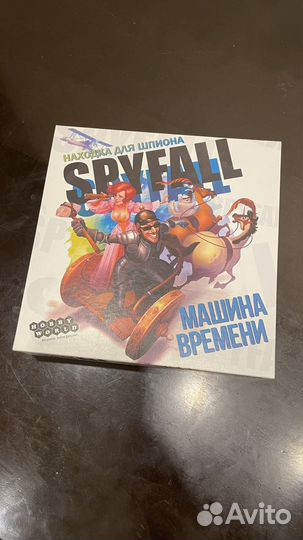 НАХОДКА ДЛЯ ШПИОНА
SPYFALL
МАШИНА
ВРЕМЕНИ
HOBBY
WORLD
Avito